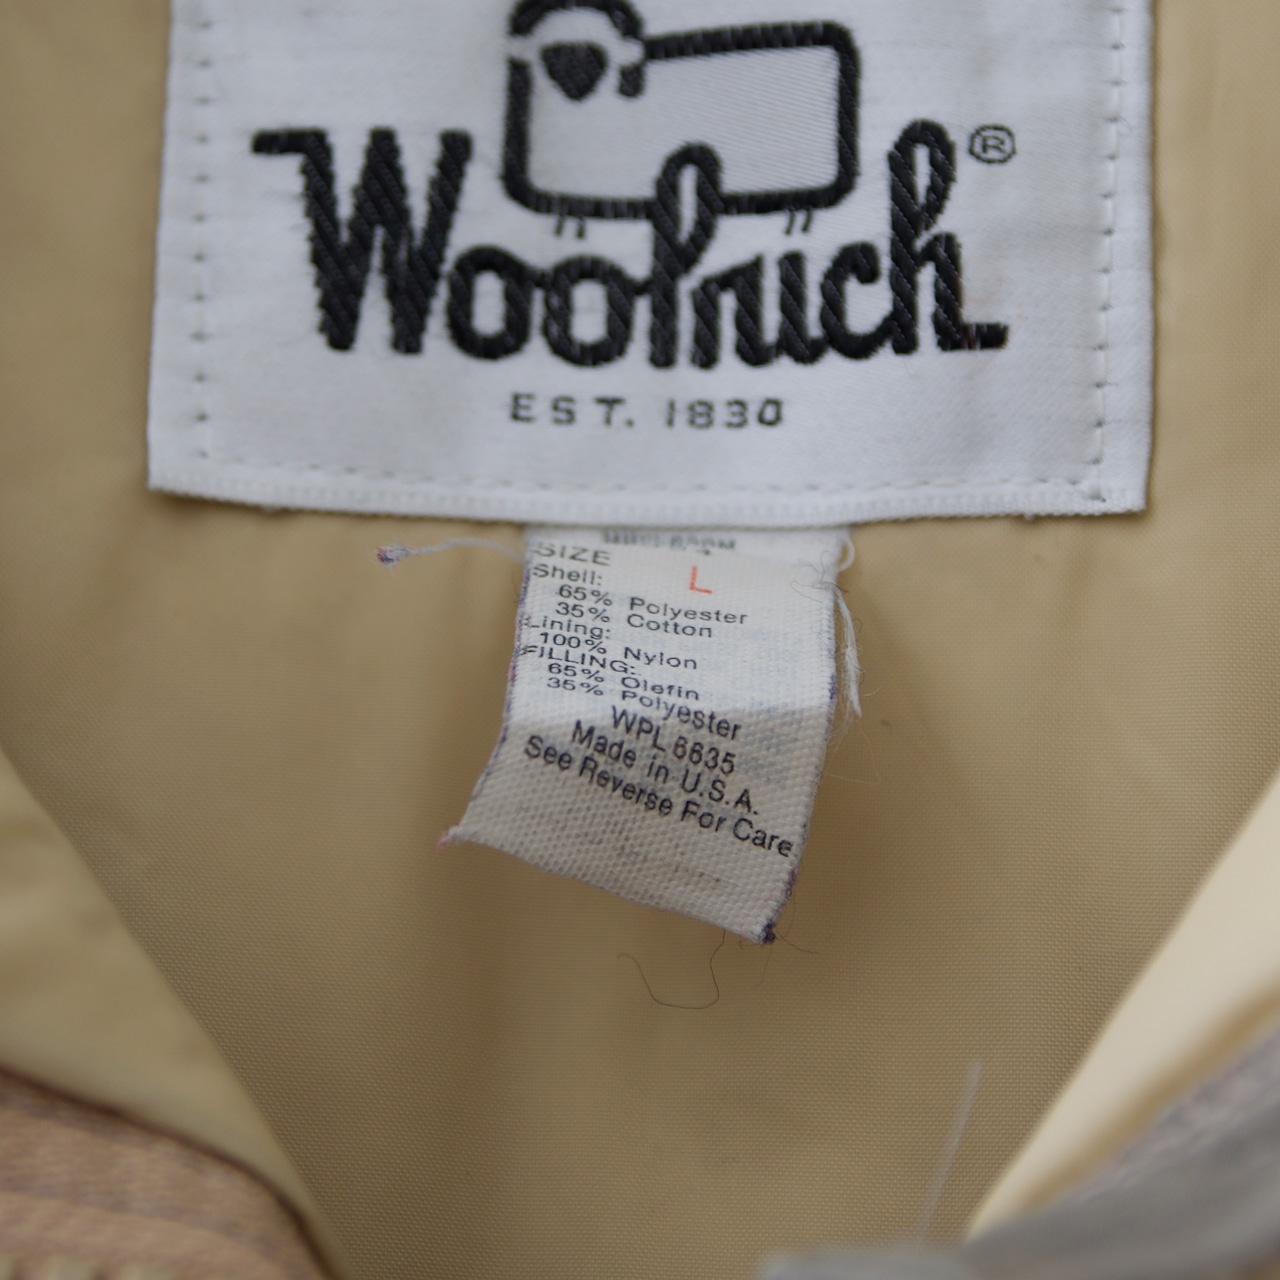 Woolrich®
EST. 1830
SIZE L
Shell:
65% Polyester
35% Cotton
Lining:
100% Nylon
FILLING:
65% Olefin
35% Polyester
WPL 6635
Made in U.S.A.
See Reverse For Care